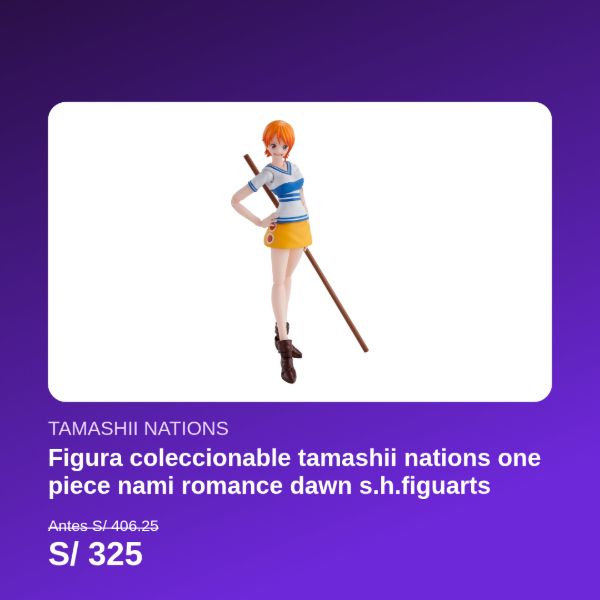 TAMASHII NATIONS
Figura coleccionable tamashii nations one
piece nami romance dawn s.h.figuarts
Antes S/ 406.25
S/ 325